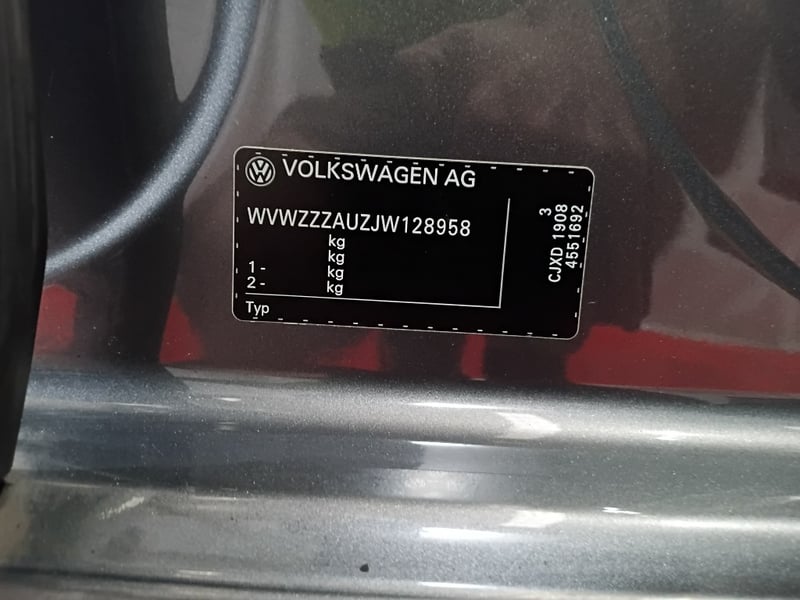 VOLKSWAGEN AG
WVWZZZAUZJW128958
kg
kg
1 - kg
2 - kg
Typ
3
CJXD 1908
4551692